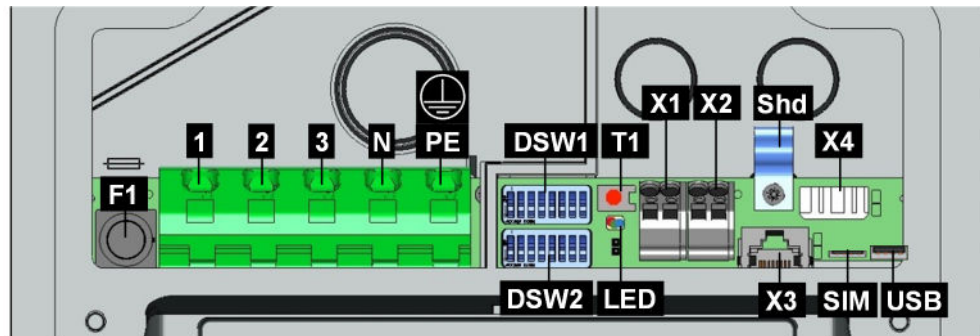 X1 X2 Shd
1 2 3 N PE DSW1 T1 X4
F1
DSW2 LED X3 SIM USB